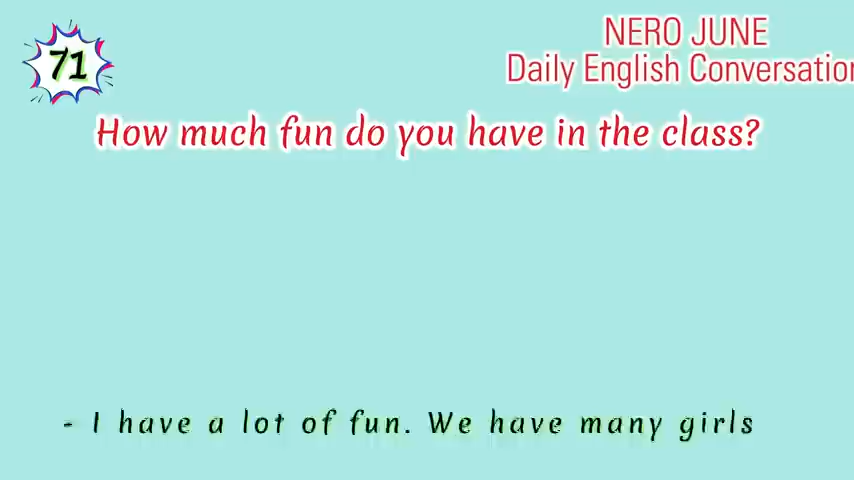 71
NERO JUNE
Daily English Conversation
How much fun do you have in the class?
- I have a lot of fun. We have many girls